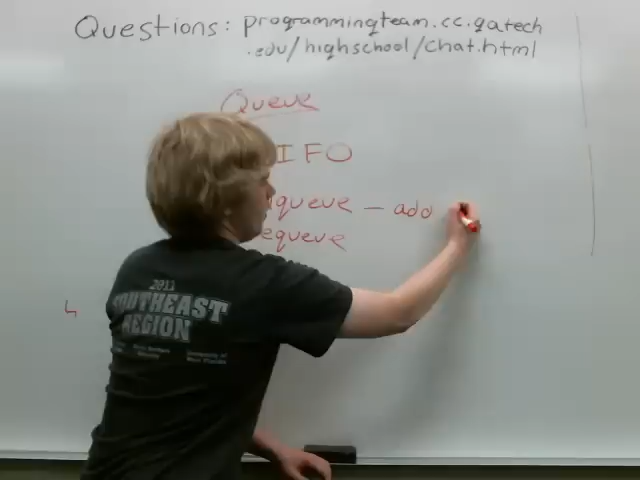 Questions: programmingteam.cc.gatech
.edu/highschool/chat.html
Queue
IFO
queue — add
equeue
2011
SOUTHEAST
REGION